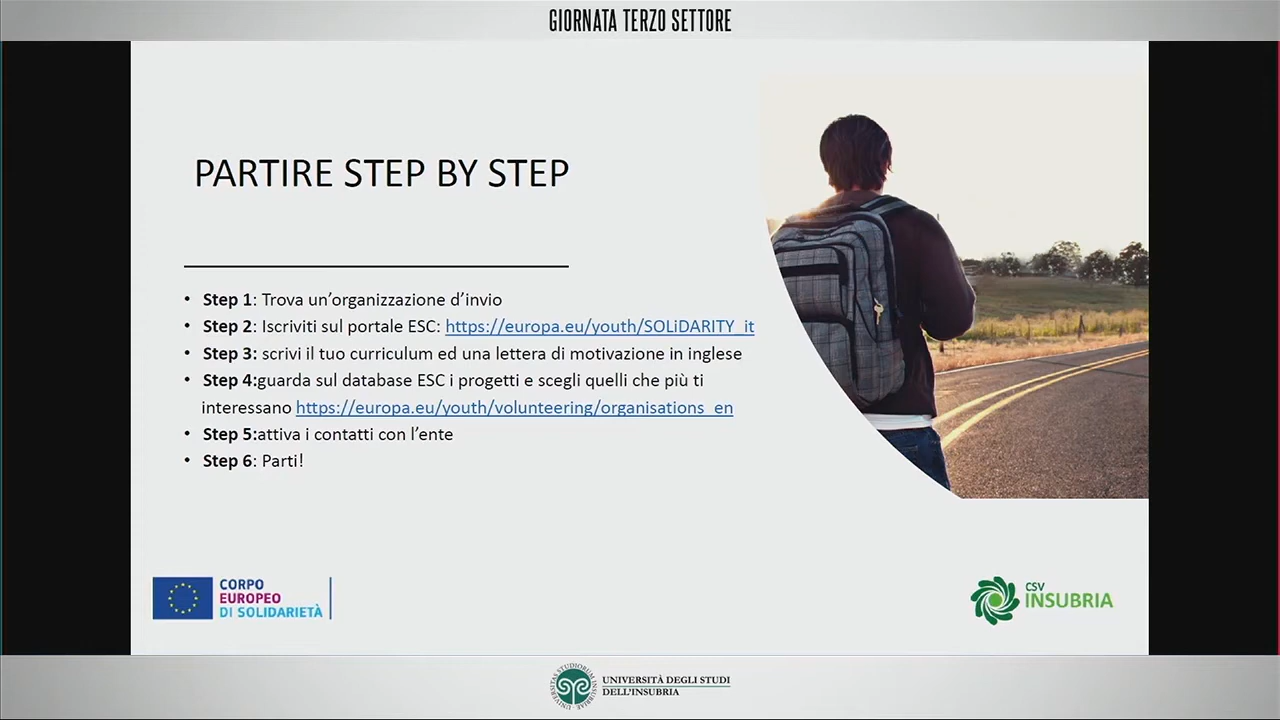 GIORNATA TERZO SETTORE
PARTIRE STEP BY STEP
• Step 1: Trova un'organizzazione d'invio
• Step 2: Iscriviti sul portale ESC: https://europa.eu/youth/SOLiDARITY_it
• Step 3: scrivi il tuo curriculum ed una lettera di motivazione in inglese
• Step 4:guarda sul database ESC i progetti e scegli quelli che più ti
interessano https://europa.eu/youth/volunteering/organisations_en
• Step 5:attiva i contatti con l'ente
• Step 6: Parti!
CORPO
EUROPEO
DI SOLIDARIETÀ
CSV
INSUBRIA
UNIVERSITÀ DEGLI STUDI
DELL'INSUBRIA